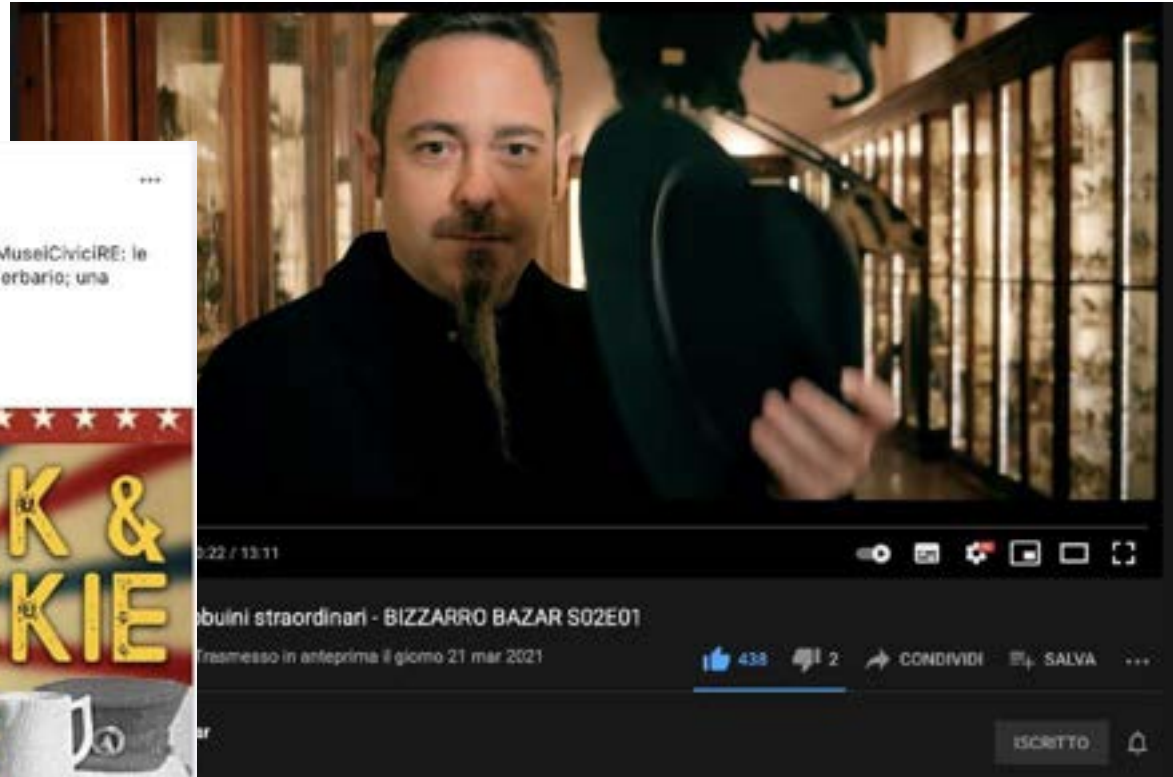 MuseiCiviciRE: le
erbario; una
K &
KIE
0:22 / 13:11
buini straordinari - BIZZARRO BAZAR S02E01
Trasmesso in anteprima il giorno 21 mar 2021
438
2
CONDIVIDI
SALVA
ar
ISCRITTO